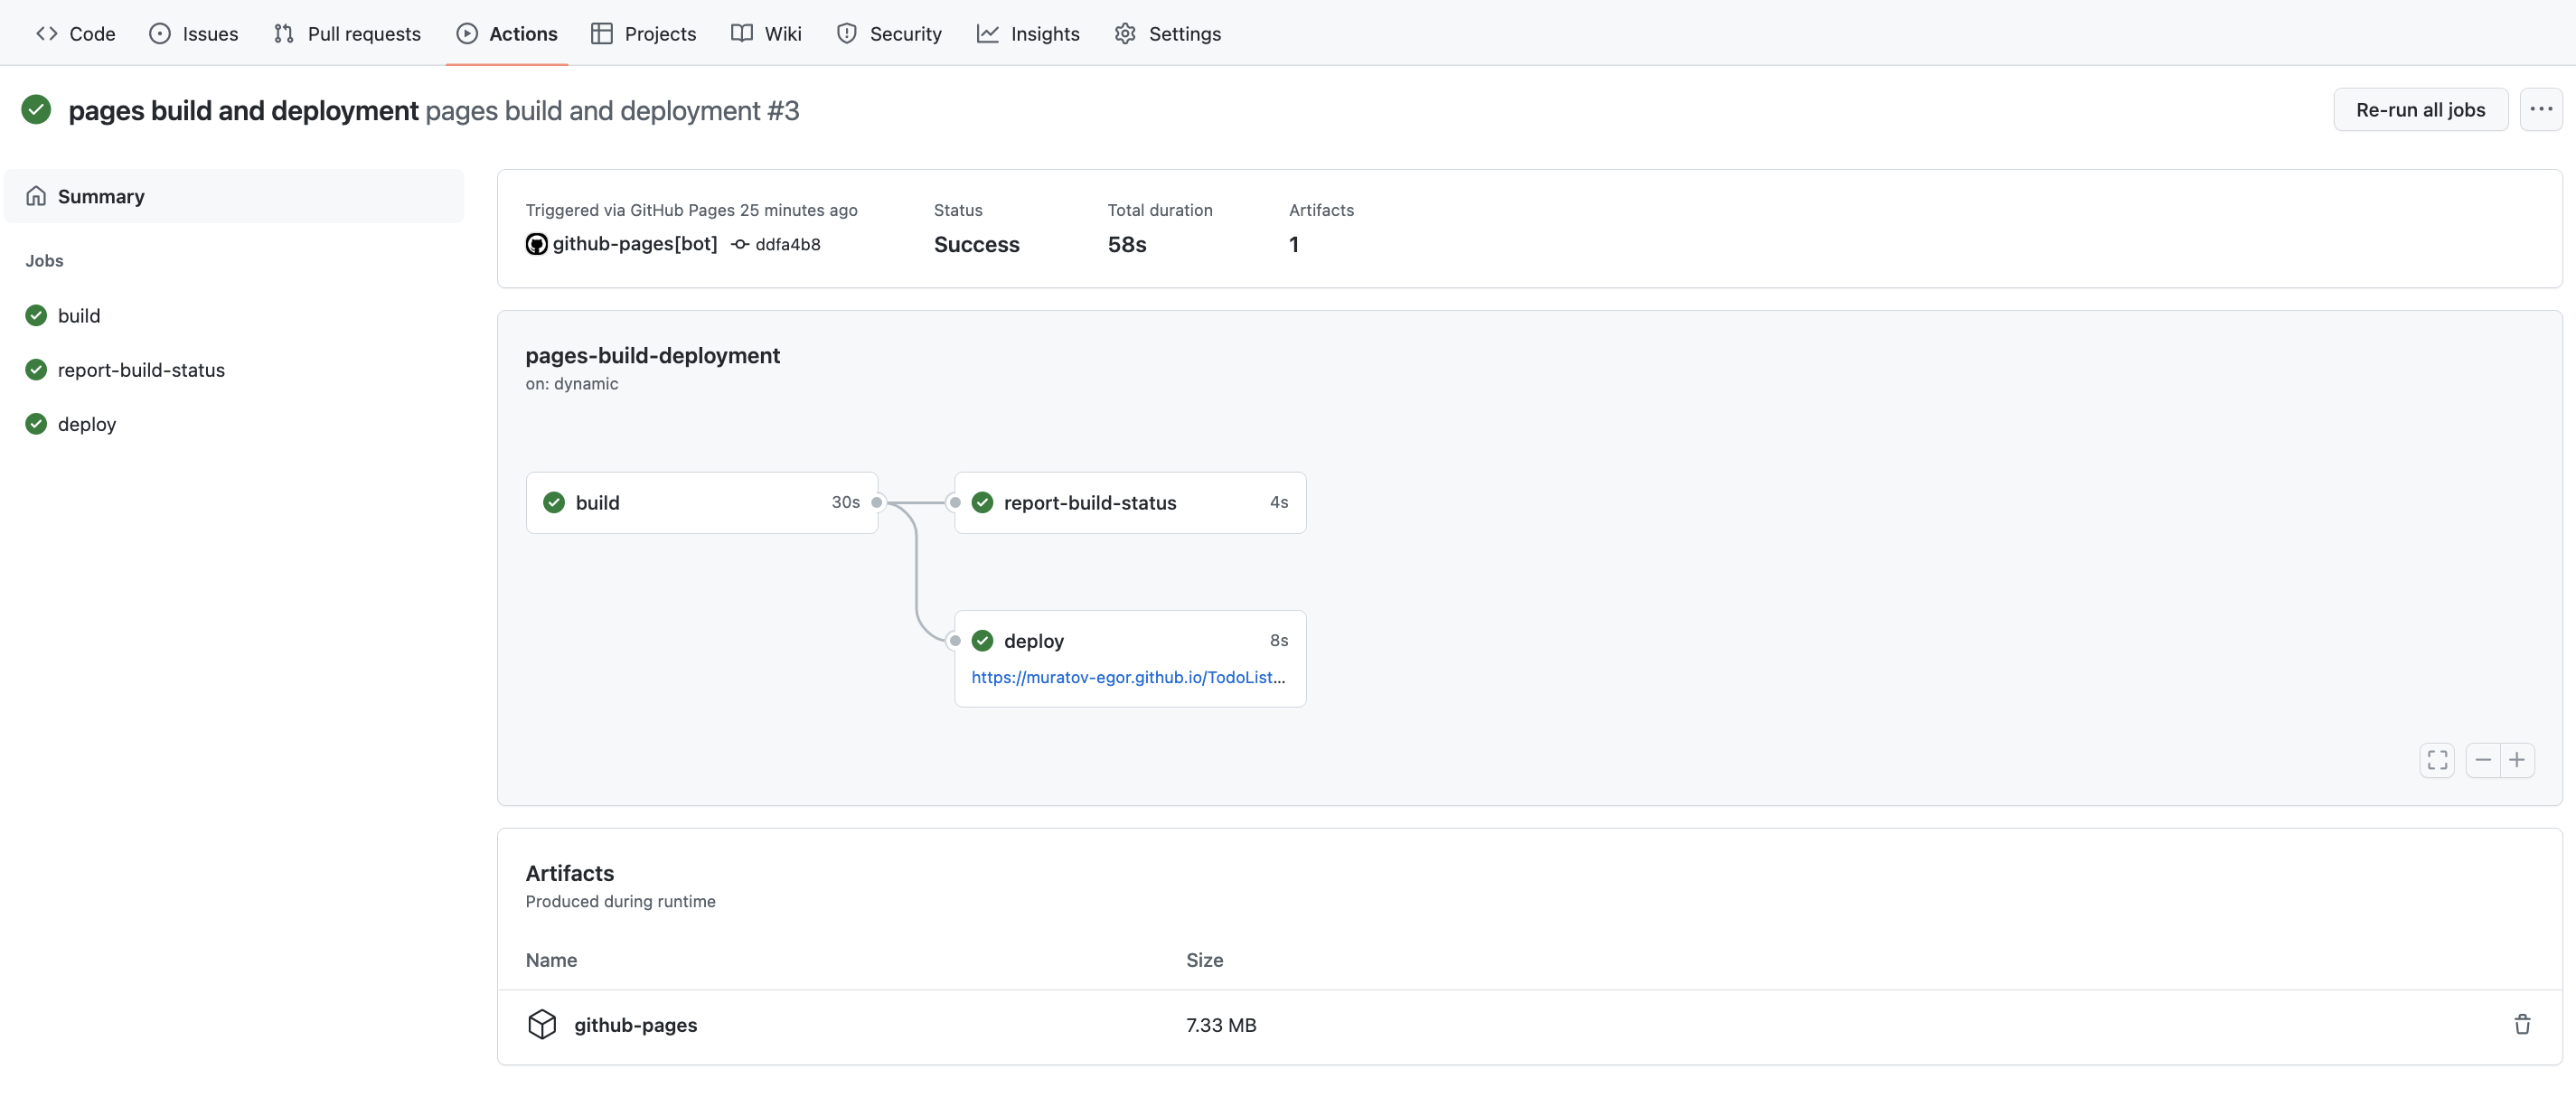 Code Issues Pull requests Actions Projects Wiki Security Insights Settings
pages build and deployment pages build and deployment #3
Re-run all jobs
Summary
Jobs
build
report-build-status
deploy
Triggered via GitHub Pages 25 minutes ago
github-pages[bot] ddfa4b8
Status
Success
Total duration
58s
Artifacts
1
pages-build-deployment
on: dynamic
build 30s
report-build-status 4s
deploy 8s
https://muratov-egor.github.io/TodoList...
Artifacts
Produced during runtime
Name Size
github-pages 7.33 MB